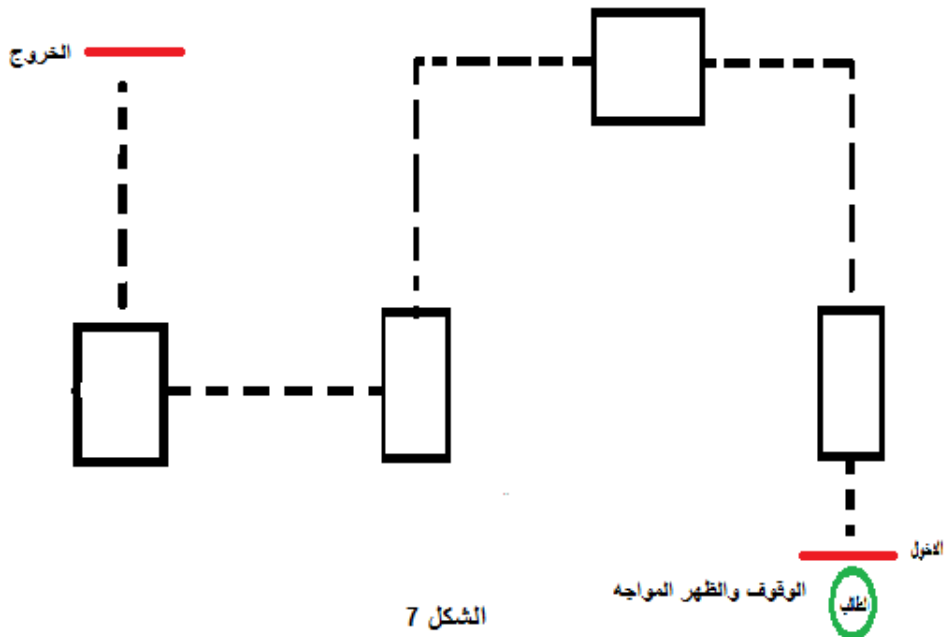 الخروج
الدخول
الوقوف والظهر المواجه
الطالب
الشكل 7